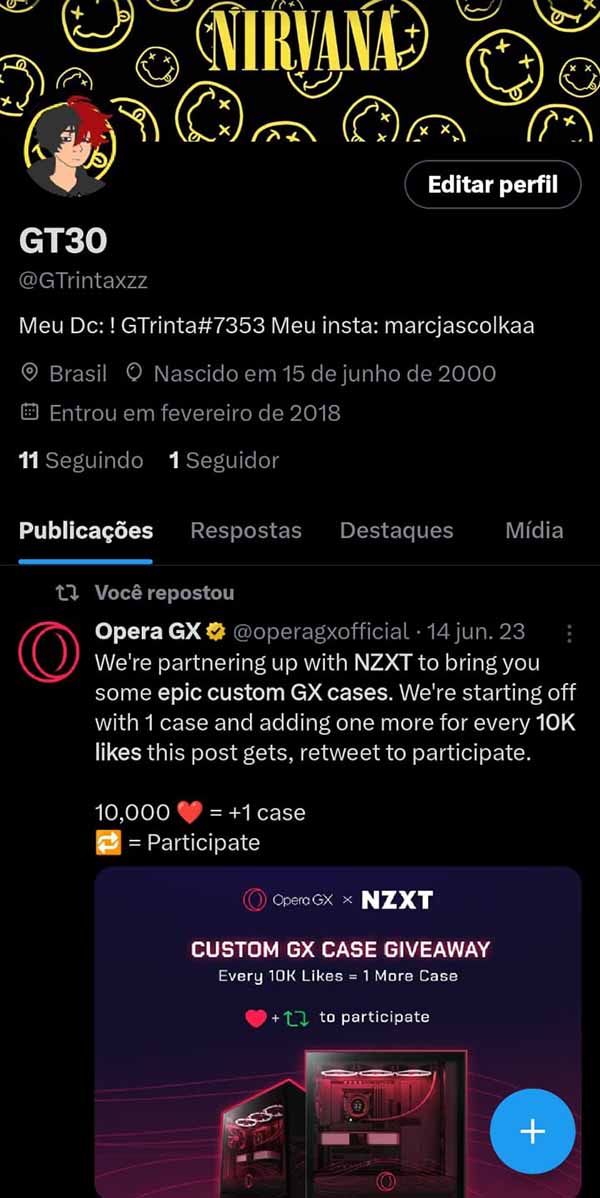 NIRVANA
Editar perfil
GT30
@GTrintaxzz
Meu Dc: ! GTrinta#7353 Meu insta: marcjascolkaa
Brasil Nascido em 15 de junho de 2000
Entrou em fevereiro de 2018
11 Seguindo 1 Seguidor
Publicações Respostas Destaques Mídia
Você repostou
Opera GX @operagxofficial · 14 jun. 23
We're partnering up with NZXT to bring you
some epic custom GX cases. We're starting off
with 1 case and adding one more for every 10K
likes this post gets, retweet to participate.
10,000 ❤️ = +1 case
🔁 = Participate
Opera GX × NZXT
CUSTOM GX CASE GIVEAWAY
Every 10K Likes = 1 More Case
❤️ + 🔁 to participate